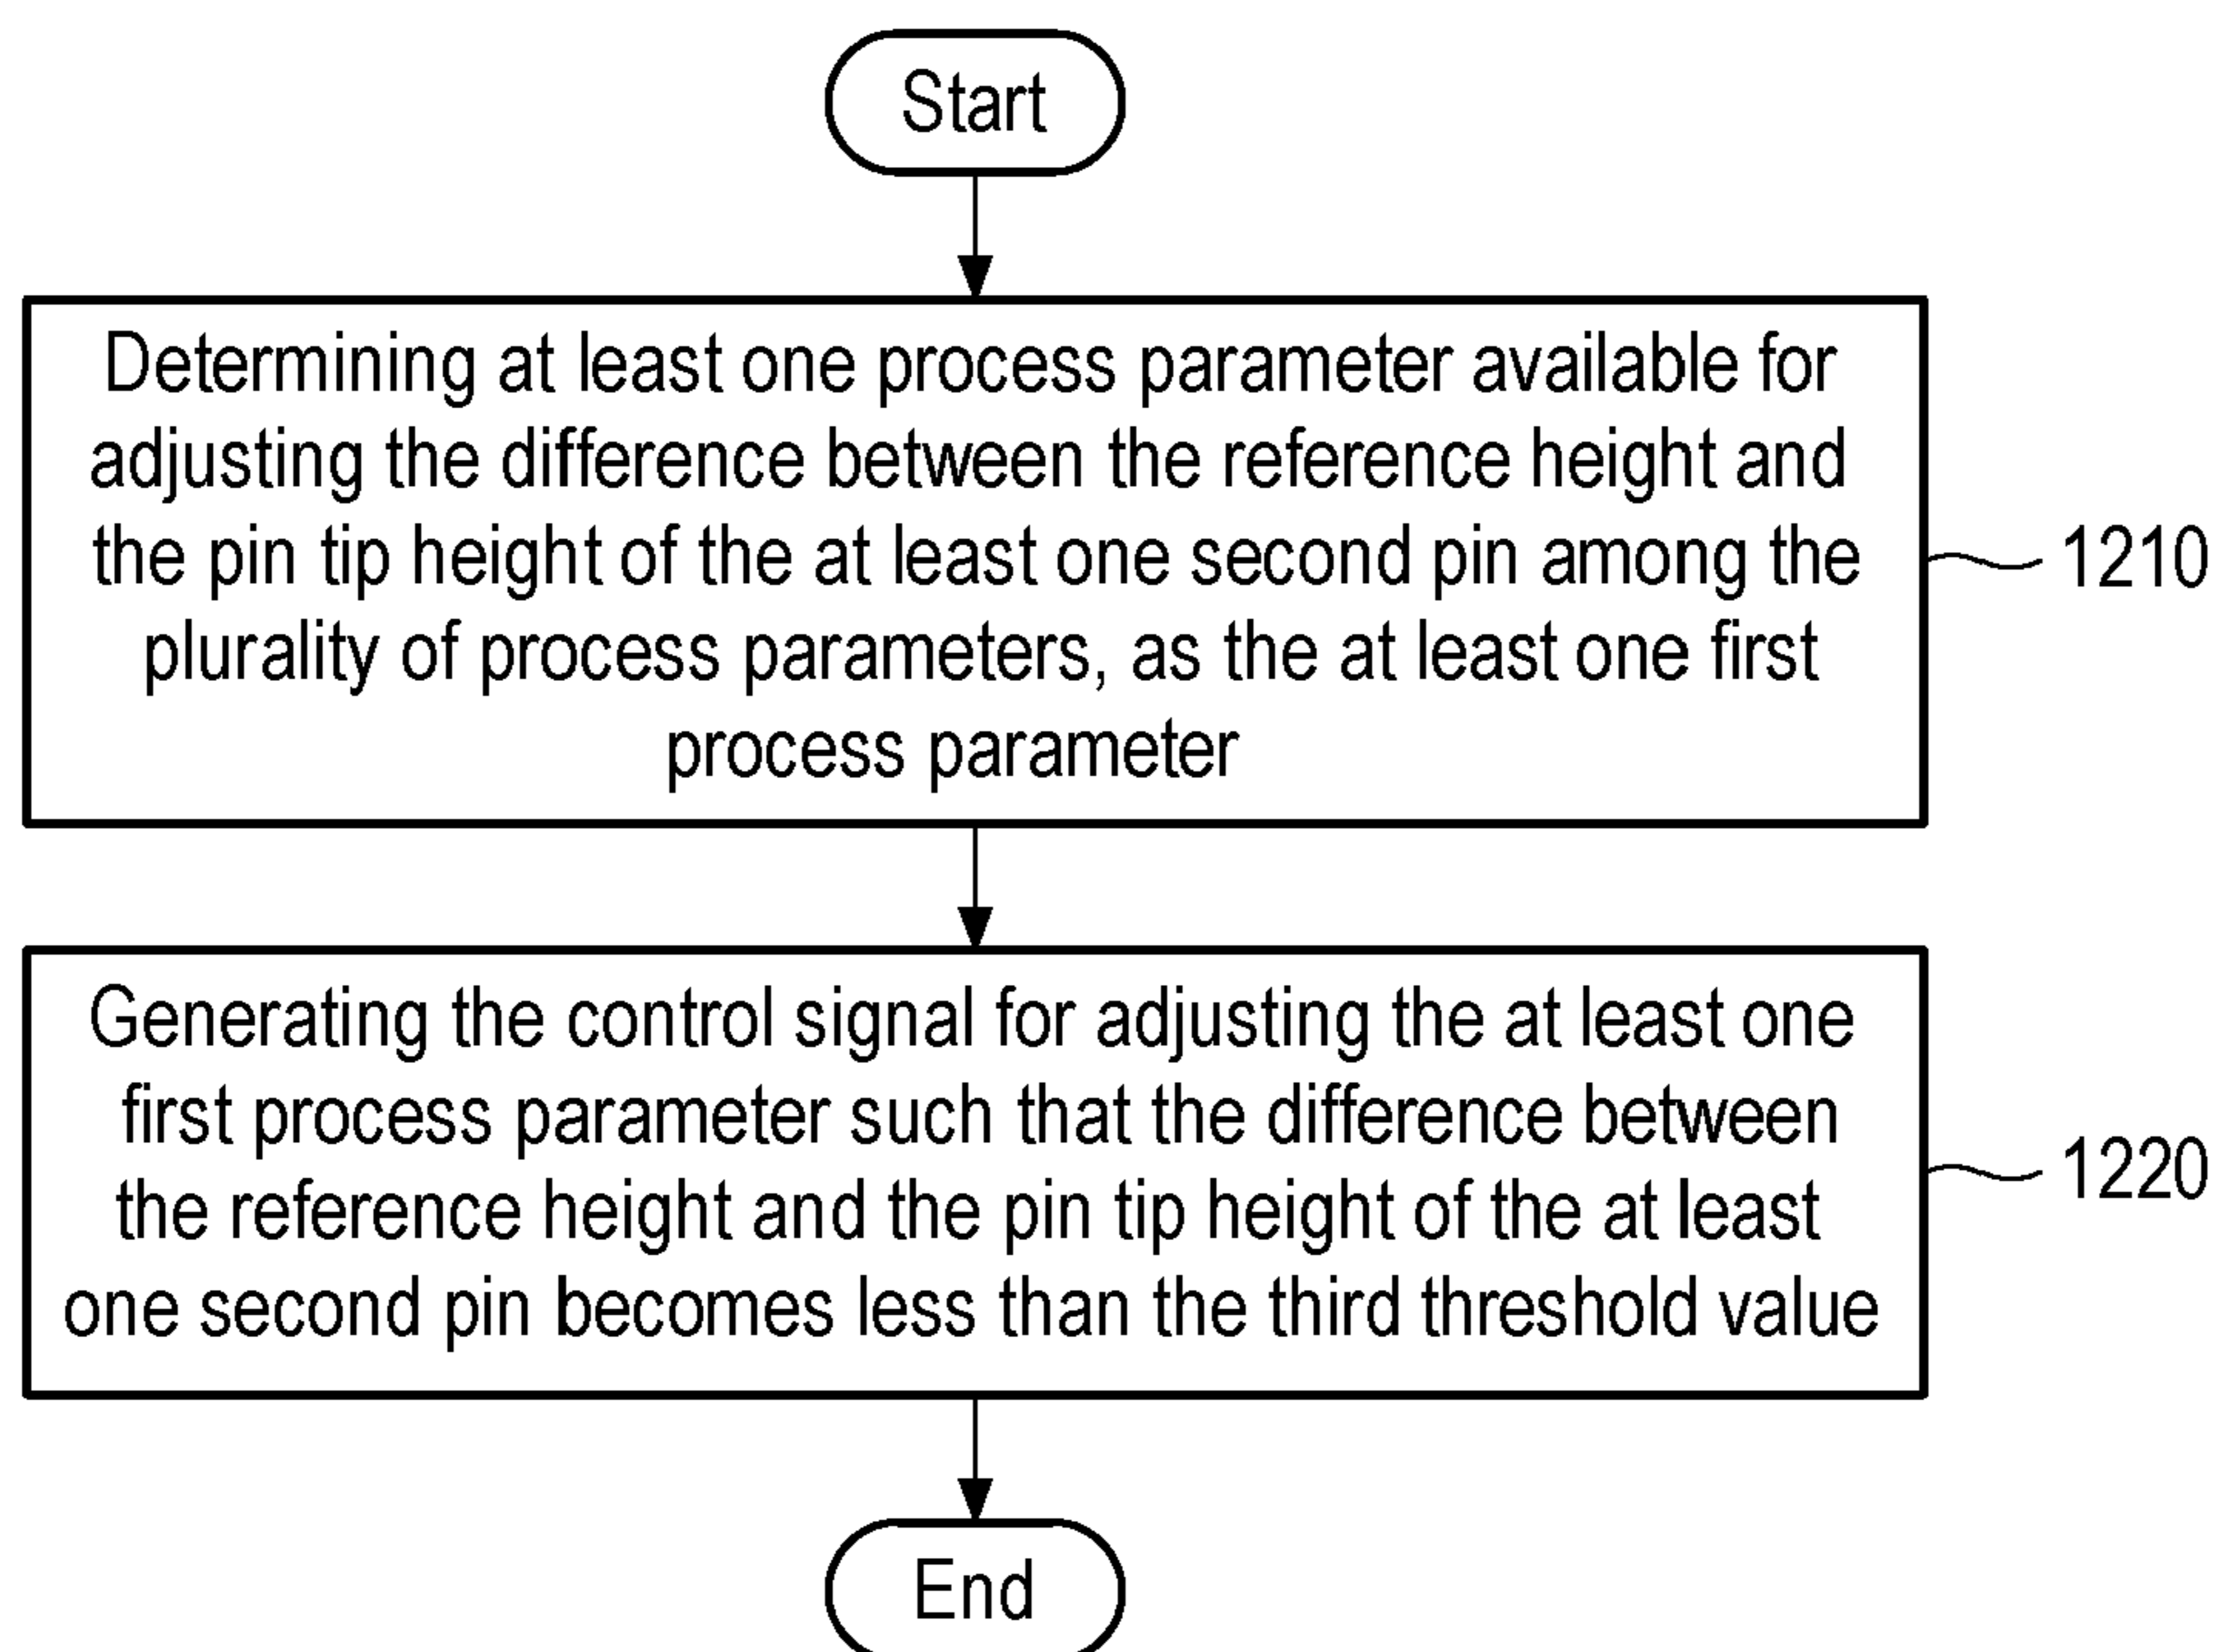 Start
Determining at least one process parameter available for
adjusting the difference between the reference height and
the pin tip height of the at least one second pin among the
plurality of process parameters, as the at least one first
process parameter
1210
Generating the control signal for adjusting the at least one
first process parameter such that the difference between
the reference height and the pin tip height of the at least
one second pin becomes less than the third threshold value
1220
End